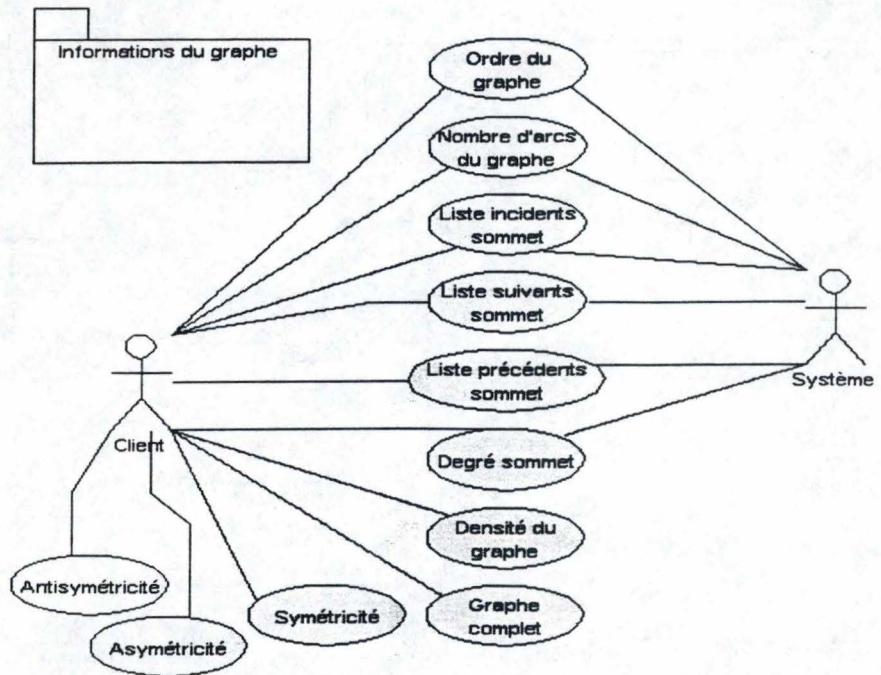 Informations du graphe
Ordre du
graphe
Nombre d'arcs
du graphe
Liste incidents
sommet
Liste suivants
sommet
Liste précédents
sommet
Système
Client
Degré sommet
Densité du
graphe
Antisymétricité
Symétricité
Graphe
complet
Asymétricité